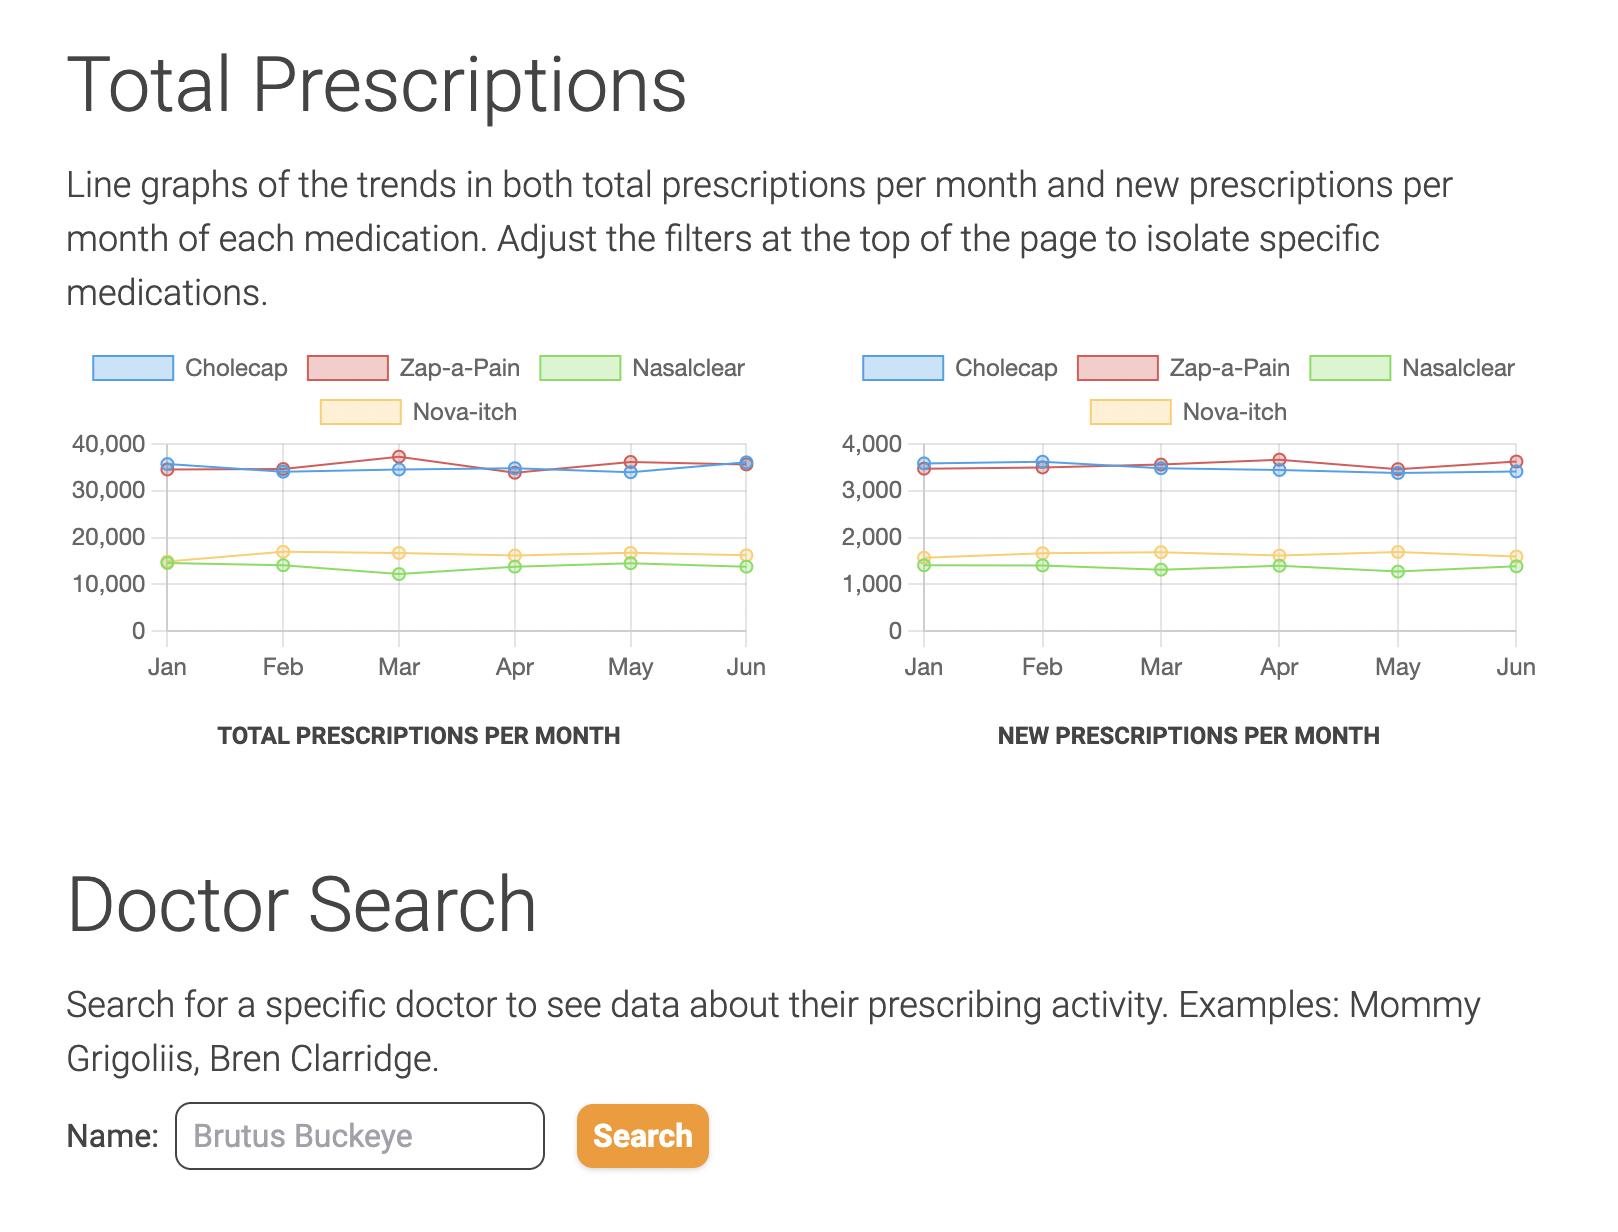 Total Prescriptions
Line graphs of the trends in both total prescriptions per month and new prescriptions per
month of each medication. Adjust the filters at the top of the page to isolate specific
medications.
Cholecap Zap-a-Pain Nasalclear
Nova-itch
40,000
30,000
20,000
10,000
0
Jan Feb Mar Apr May Jun
TOTAL PRESCRIPTIONS PER MONTH
Cholecap Zap-a-Pain Nasalclear
Nova-itch
4,000
3,000
2,000
1,000
0
Jan Feb Mar Apr May Jun
NEW PRESCRIPTIONS PER MONTH
Doctor Search
Search for a specific doctor to see data about their prescribing activity. Examples: Mommy
Grigoliis, Bren Clarridge.
Name: Brutus Buckeye Search